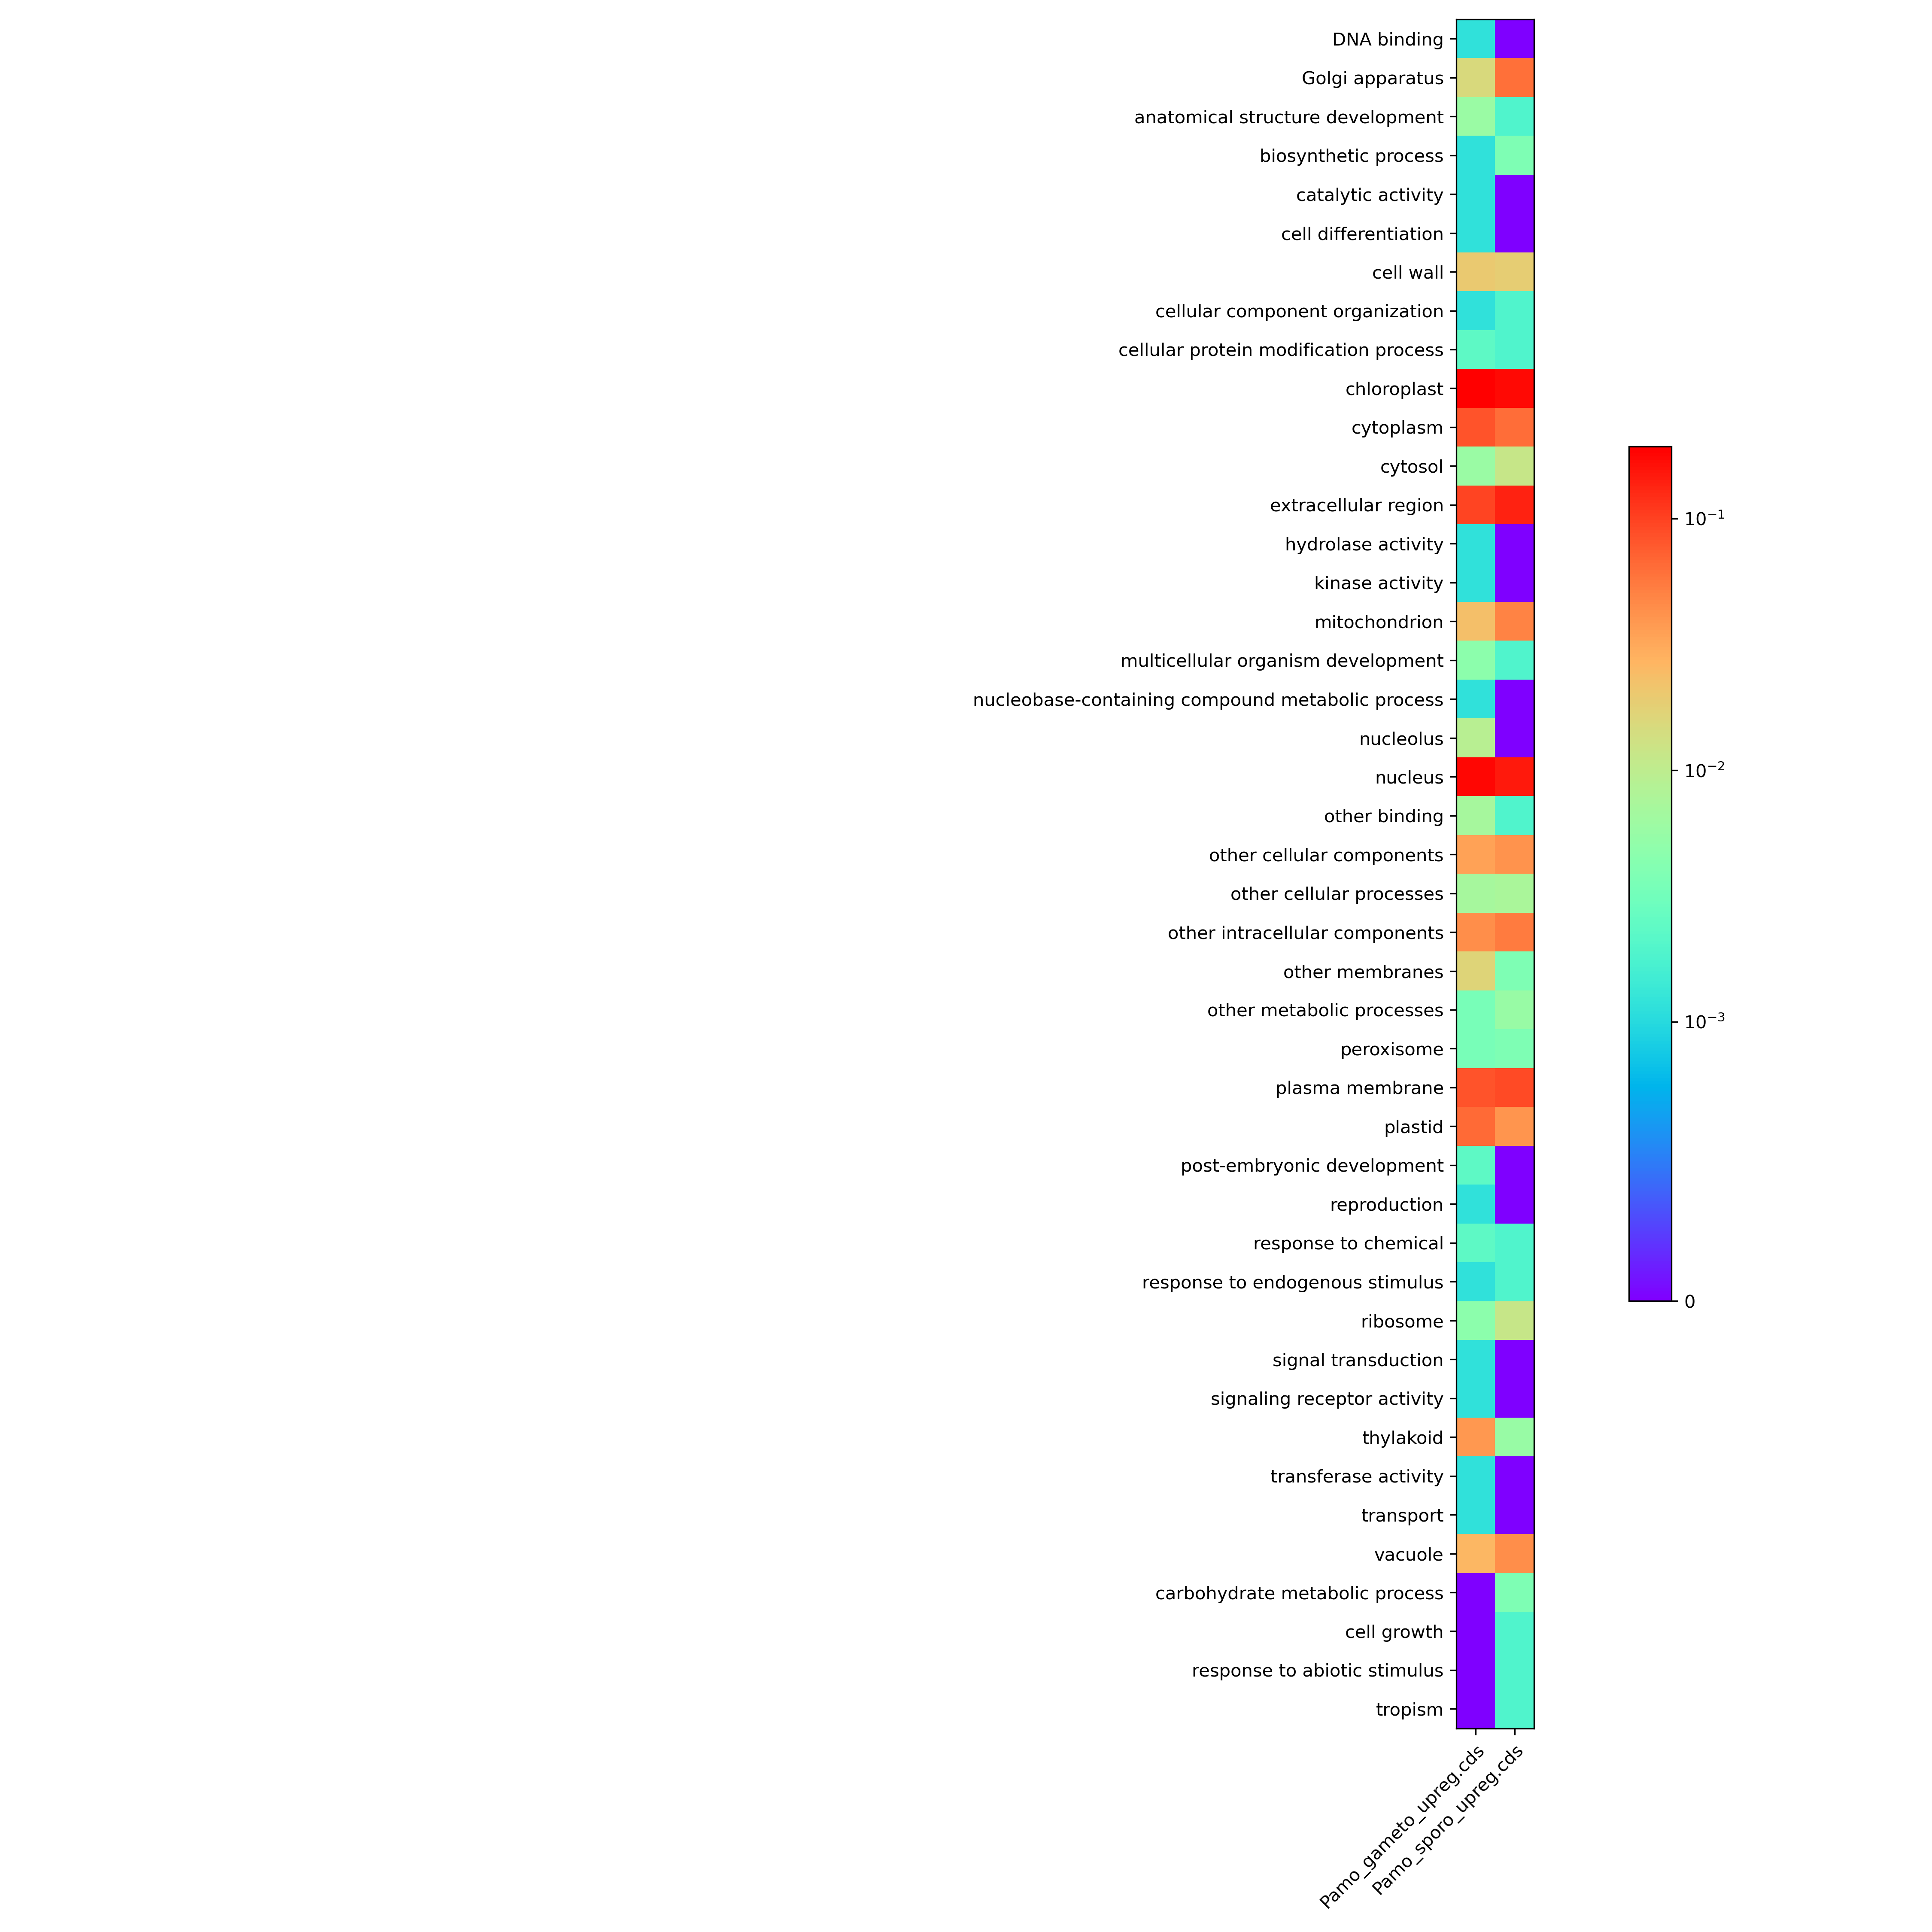 DNA binding
Golgi apparatus
anatomical structure development
biosynthetic process
catalytic activity
cell differentiation
cell wall
cellular component organization
cellular protein modification process
chloroplast
cytoplasm
cytosol
extracellular region
hydrolase activity
kinase activity
mitochondrion
multicellular organism development
nucleobase-containing compound metabolic process
nucleolus
nucleus
other binding
other cellular components
other cellular processes
other intracellular components
other membranes
other metabolic processes
peroxisome
plasma membrane
plastid
post-embryonic development
reproduction
response to chemical
response to endogenous stimulus
ribosome
signal transduction
signaling receptor activity
thylakoid
transferase activity
transport
vacuole
carbohydrate metabolic process
cell growth
response to abiotic stimulus
tropism
Pamo_gameto_upreg.cds
Pamo_sporo_upreg.cds
10⁻¹
10⁻²
10⁻³
0